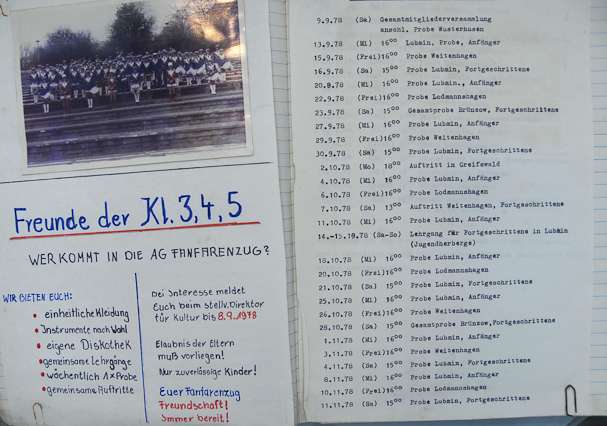 Freunde der Kl. 3, 4, 5
WER KOMMT IN DIE AG FANFARENZUG?
WIR BIETEN EUCH:
• einheitliche Kleidung
• Instrumente nach Wahl
• eigene Diskothek
• gemeinsame Lehrgänge
• wöchentlich 1x Probe
• gemeinsame Auftritte
Bei Interesse meldet
Euch beim stellv. Direktor
für Kultur bis 8.9.1978
Erlaubnis der Eltern
muß vorliegen!
Nur zuverlässige Kinder!
Euer Fanfarenzug
Freundschaft!
Immer bereit!
9.9.78 (Sa) Gesamtmitgliederversammlung
anschl. Probe Wusterhusen
13.9.78 (Mi) 16⁰⁰ Lubmin, Probe, Anfänger
15.9.78 (Frei) 16⁰⁰ Probe Weitenhagen
16.9.78 (Sa) 15⁰⁰ Probe Lubmin, Fortgeschrittene
20.9.78 (Mi) 16⁰⁰ Probe Lubmin., Anfänger
22.9.78 (Frei) 16⁰⁰ Probe Lodmannshagen
23.9.78 (Sa) 15⁰⁰ Gesamtprobe Brünzow, Fortgeschrittene
27.9.78 (Mi) 16⁰⁰ Probe Lubmin, Anfänger
29.9.78 (Frei) 16⁰⁰ Probe Weitenhagen
30.9.78 (Sa) 15⁰⁰ Probe Lubmin, Fortgeschrittene
2.10.78 (Mo) 18⁰⁰ Auftritt in Greifswald
4.10.78 (Mi) 16⁰⁰ Probe Lubmin, Anfänger
6.10.78 (Frei) 16⁰⁰ Probe Lodmannshagen
7.10.78 (Sa) 13⁰⁰ Auftritt Weitenhagen, Fortgeschrittene
11.10.78 (Mi) 16⁰⁰ Probe Lubmin, Anfänger
14.-15.10.78 (Sa-So) Lehrgang für Fortgeschrittene in Lubmin
(Jugendherberge)
18.10.78 (Mi) 16⁰⁰ Probe Lubmin, Anfänger
20.10.78 (Frei) 16⁰⁰ Probe Lodmannshagen
21.10.78 (Sa) 15⁰⁰ Probe Lubmin, Fortgeschrittene
25.10.78 (Mi) 16⁰⁰ Probe Lubmin, Anfänger
26.10.78 (Frei) 16⁰⁰ Probe Weitenhagen
28.10.78 (Sa) 15⁰⁰ Gesamtprobe Brünzow, Fortgeschrittene
1.11.78 (Mi) 16⁰⁰ Probe Lubmin, Anfänger
3.11.78 (Frei) 16⁰⁰ Probe Weitenhagen
4.11.78 (Sa) 15⁰⁰ Probe Lubmin, Fortgeschrittene
8.11.78 (Mi) 16⁰⁰ Probe Lubmin, Anfänger
10.11.78 (Frei) 16⁰⁰ Probe Lodmannshagen
11.11.78 (Sa) 15⁰⁰ Probe Lubmin, Fortgeschrittene